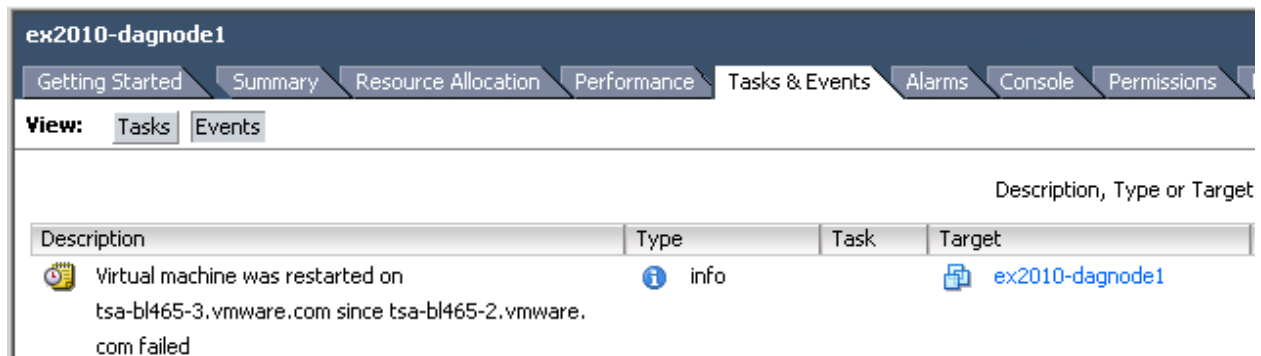 ex2010-dagnode1
Getting Started Summary Resource Allocation Performance Tasks & Events Alarms Console Permissions
View: Tasks Events
Description, Type or Target
Description Type Task Target
Virtual machine was restarted on info ex2010-dagnode1
tsa-bl465-3.vmware.com since tsa-bl465-2.vmware.
com failed